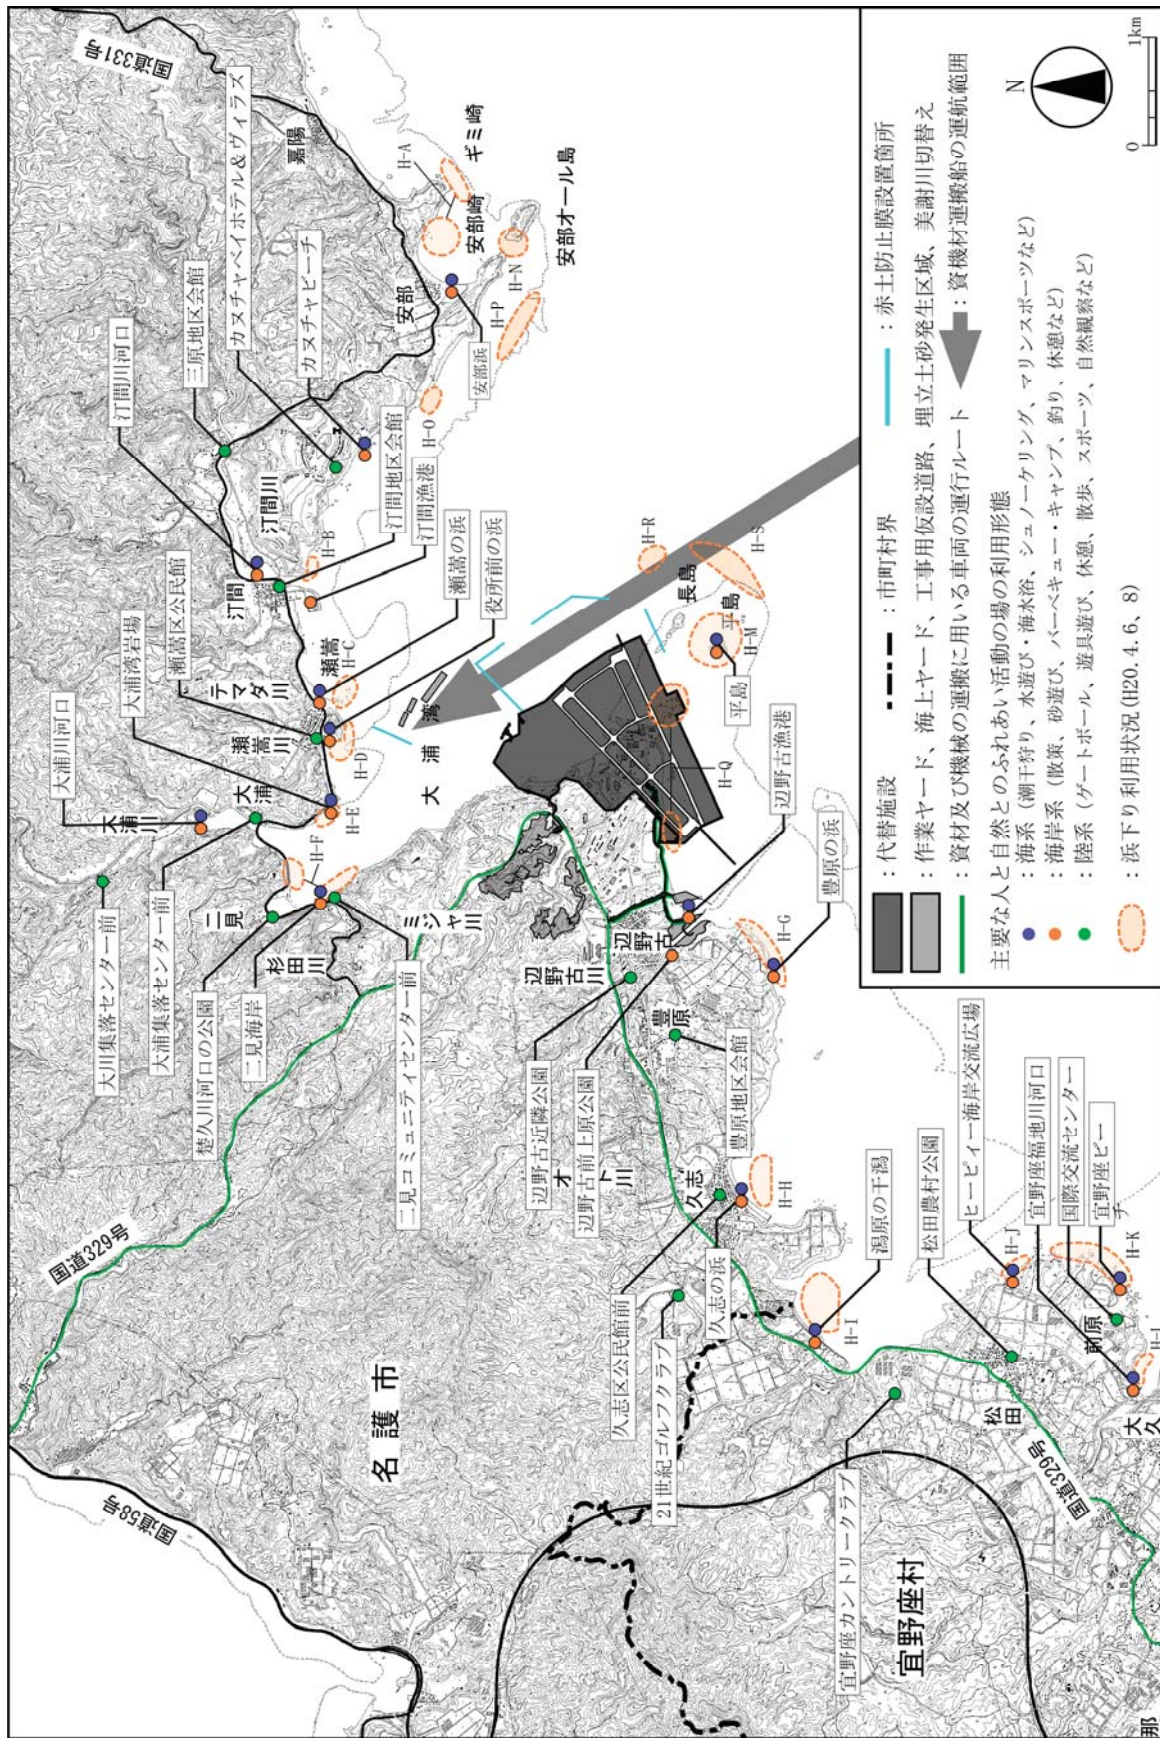 国道58号
国道329号
国道331号
名護市
宜野座村
大川集落センター前
大浦集落センター前
楚久川河口の公園
二見海岸
二見コミュニティセンター前
大浦川河口
大浦湾岩場
瀬嵩区公民館
汀間川河口
三原地区会館
カヌチャベイホテル&ヴィラズ
カヌチャビーチ
汀間地区会館
汀間漁港
瀬嵩の浜
役所前の浜
安部浜
平島
辺野古漁港
豊原の浜
辺野古近隣公園
辺野古前上原公園
豊原地区会館
久志区公民館前
21世紀ゴルフクラブ
久志の浜
潟原の干潟
松田農村公園
宜野座カントリークラブ
ヒーピィー海岸交流広場
宜野座福地川河口
国際交流センター
宜野座ビーチ
嘉陽
ギミ崎
安部崎
安部オール島
安部
汀間川
汀間
瀬嵩
テマダ川
瀬嵩川
大浦
大浦川
二見
杉田川
ミジャ川
大浦湾
長島
平島
辺野古
辺野古川
豊原
オート川
久志
松田
国道329号
前原
大久
那
H-A
H-B
H-C
H-D
H-E
H-F
H-G
H-H
H-I
H-J
H-K
H-M
H-N
H-O
H-P
H-Q
H-R
H-S
:代替施設
:市町村界
:赤土防止膜設置箇所
:作業ヤード、海上ヤード、工事用仮設道路、埋立土砂発生区域、美謝川切替え
:資材及び機械の運搬に用いる車両の運行ルート
:資機材運搬船の運航範囲
主要な人と自然とのふれあい活動の場の利用形態
:海系(潮干狩り、水遊び・海水浴、シュノーケリング、マリンスポーツなど)
:海岸系(散策、砂遊び、バーベキュー・キャンプ、釣り、休憩など)
:陸系(ゲートボール、遊具遊び、休憩、散歩、スポーツ、自然観察など)
:浜下り利用状況(H20.4.6、8)
N
0
1km